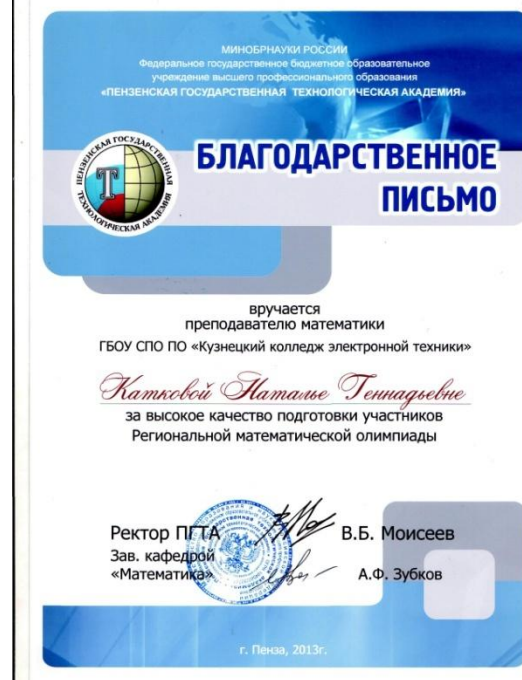 МИНОБРНАУКИ РОССИИ
Федеральное государственное бюджетное образовательное
учреждение высшего профессионального образования
«ПЕНЗЕНСКАЯ ГОСУДАРСТВЕННАЯ ТЕХНОЛОГИЧЕСКАЯ АКАДЕМИЯ»
ПЕНЗЕНСКАЯ ГОСУДАРСТВЕННАЯ
Т
ТЕХНОЛОГИЧЕСКАЯ АКАДЕМИЯ
БЛАГОДАРСТВЕННОЕ
ПИСЬМО
вручается
преподавателю математики
ГБОУ СПО ПО «Кузнецкий колледж электронной техники»
Катковой Наталье Геннадьевне
за высокое качество подготовки участников
Региональной математической олимпиады
Ректор ПГТА В.Б. Моисеев
Зав. кафедрой
«Математика» А.Ф. Зубков
г. Пенза, 2013г.